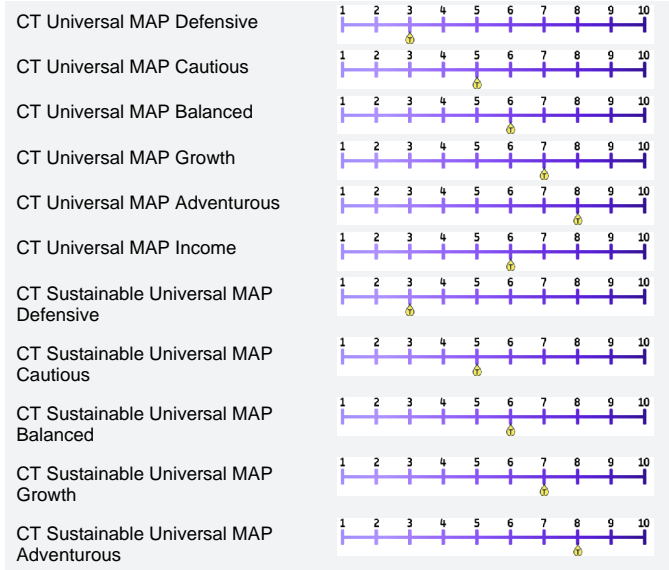 CT Universal MAP Defensive
1 2 3 4 5 6 7 8 9 10
T
CT Universal MAP Cautious
1 2 3 4 5 6 7 8 9 10
T
CT Universal MAP Balanced
1 2 3 4 5 6 7 8 9 10
T
CT Universal MAP Growth
1 2 3 4 5 6 7 8 9 10
T
CT Universal MAP Adventurous
1 2 3 4 5 6 7 8 9 10
T
CT Universal MAP Income
1 2 3 4 5 6 7 8 9 10
T
CT Sustainable Universal MAP
Defensive
1 2 3 4 5 6 7 8 9 10
T
CT Sustainable Universal MAP
Cautious
1 2 3 4 5 6 7 8 9 10
T
CT Sustainable Universal MAP
Balanced
1 2 3 4 5 6 7 8 9 10
T
CT Sustainable Universal MAP
Growth
1 2 3 4 5 6 7 8 9 10
T
CT Sustainable Universal MAP
Adventurous
1 2 3 4 5 6 7 8 9 10
T